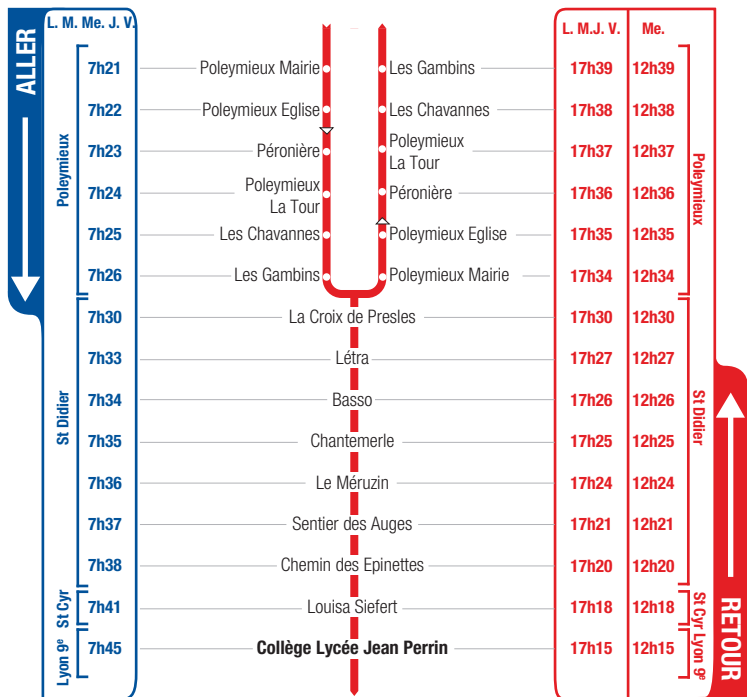 ALLER
L. M. Me. J. V.
L. M.J. V. Me.
Poleymieux
7h21 Poleymieux Mairie Les Gambins 17h39 12h39
7h22 Poleymieux Eglise Les Chavannes 17h38 12h38
7h23 Péronière Poleymieux La Tour 17h37 12h37
7h24 Poleymieux La Tour Péronière 17h36 12h36
7h25 Les Chavannes Poleymieux Eglise 17h35 12h35
7h26 Les Gambins Poleymieux Mairie 17h34 12h34
Poleymieux
St Didier
7h30 La Croix de Presles 17h30 12h30
7h33 Létra 17h27 12h27
7h34 Basso 17h26 12h26
7h35 Chantemerle 17h25 12h25
7h36 Le Méruzin 17h24 12h24
7h37 Sentier des Auges 17h21 12h21
7h38 Chemin des Epinettes 17h20 12h20
St Didier
St Cyr
7h41 Louisa Siefert 17h18 12h18
St Cyr
Lyon 9e
7h45 Collège Lycée Jean Perrin 17h15 12h15
Lyon 9e
RETOUR